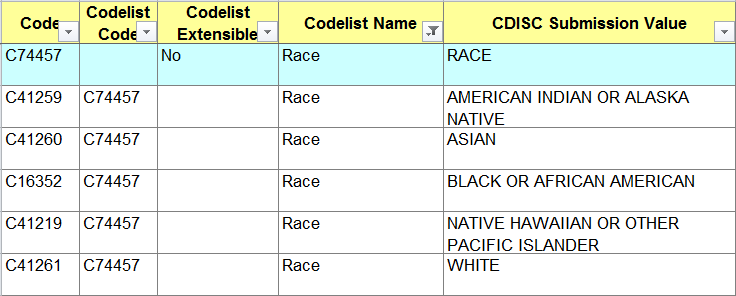 Code Codelist Code Codelist Extensible Codelist Name CDISC Submission Value
C74457 No Race RACE
C41259 C74457 Race AMERICAN INDIAN OR ALASKA
NATIVE
C41260 C74457 Race ASIAN
C16352 C74457 Race BLACK OR AFRICAN AMERICAN
C41219 C74457 Race NATIVE HAWAIIAN OR OTHER
PACIFIC ISLANDER
C41261 C74457 Race WHITE